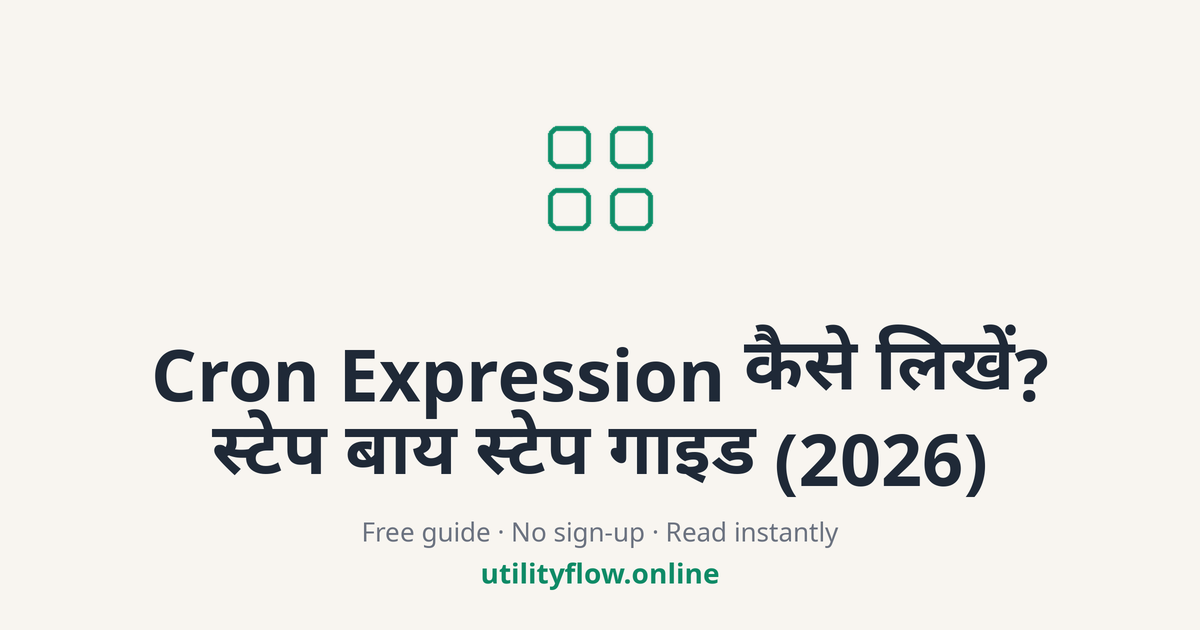 Cron Expression कैसे लिखें?
स्टेप बाय स्टेप गाइड (2026)
Free guide · No sign-up · Read instantly
utilityflow.online